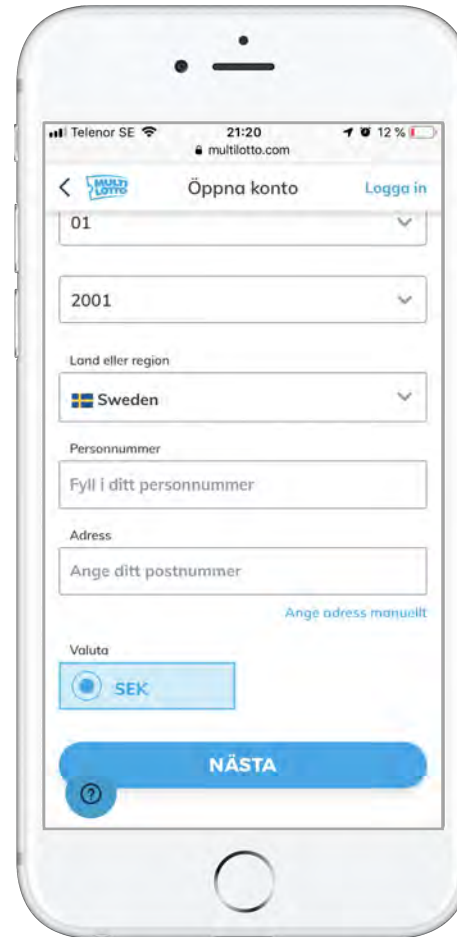 Telenor SE 21:20 12 %
multilotto.com
MULTI
LOTTO
Öppna konto
Logga in
01
2001
Land eller region
Sweden
Personnummer
Fyll i ditt personnummer
Adress
Ange ditt postnummer
Ange adress manuellt
Valuta
SEK
NÄSTA
?